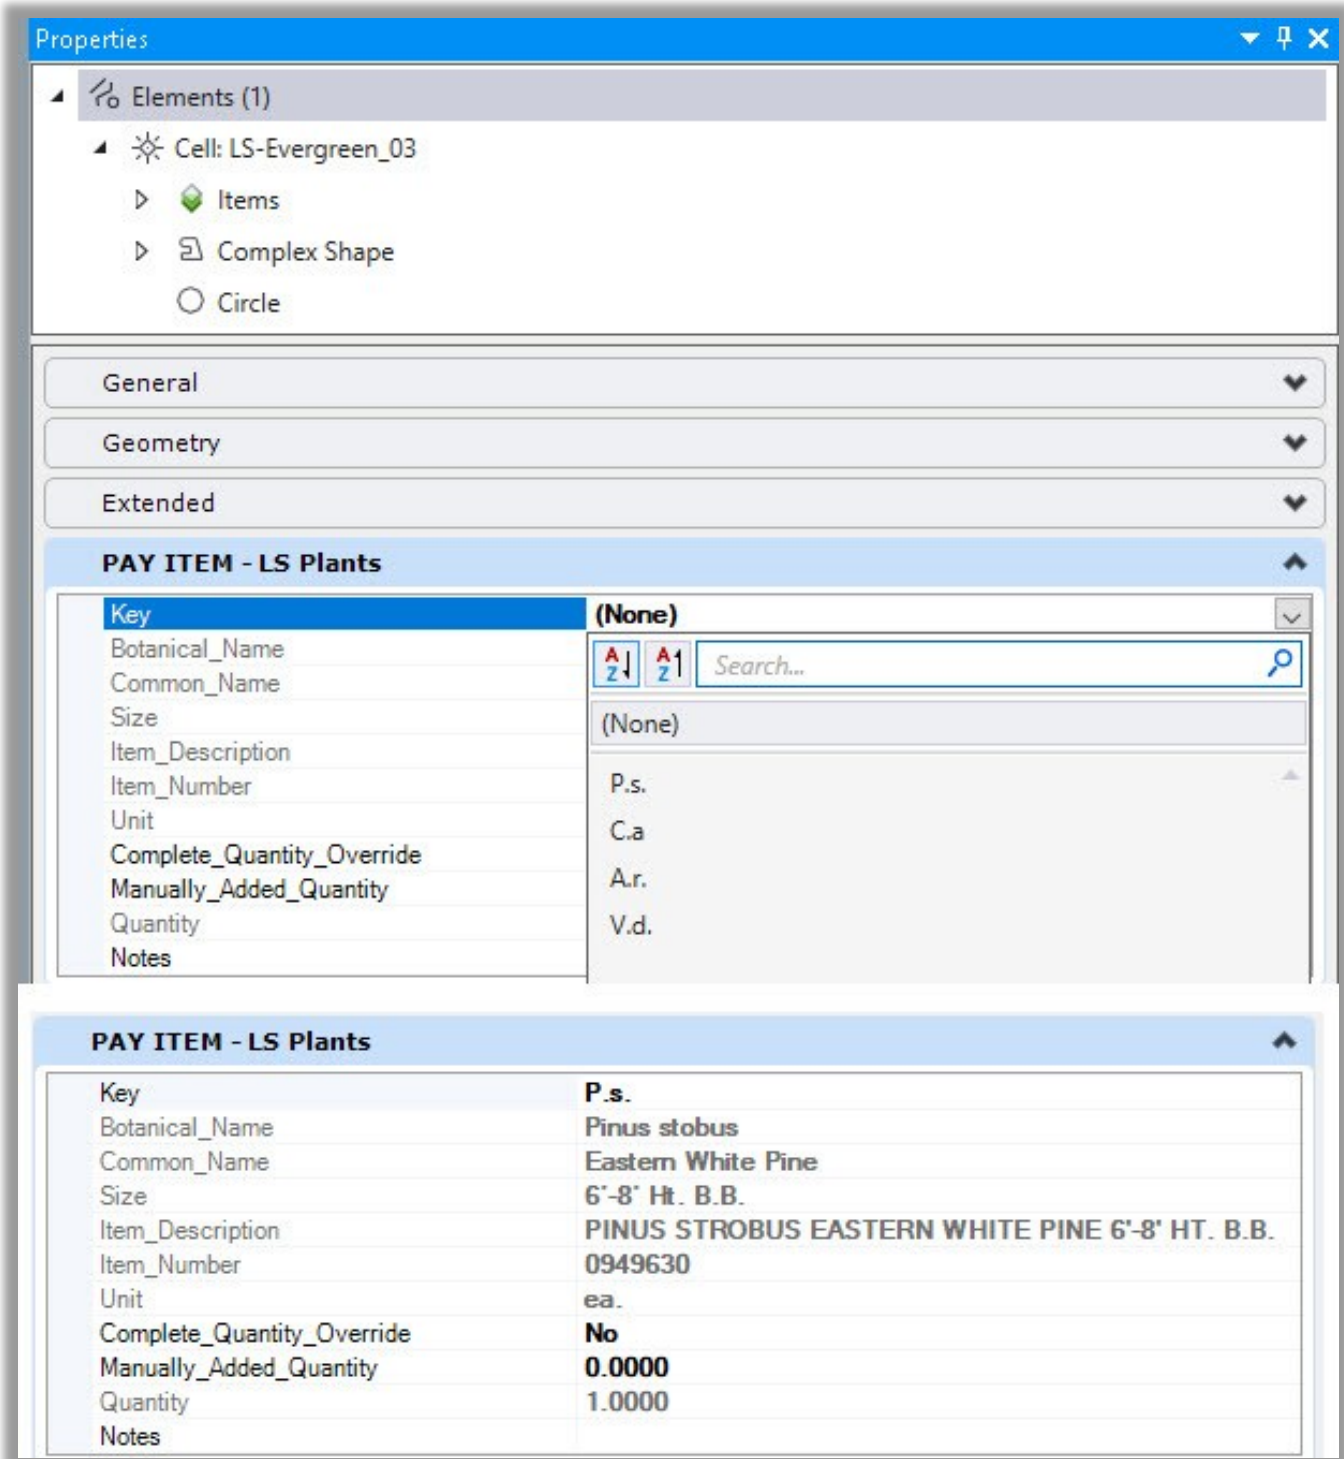 Properties
Elements (1)
Cell: LS-Evergreen_03
Items
Complex Shape
Circle
General
Geometry
Extended
PAY ITEM - LS Plants
Key (None)
Botanical_Name
Search...
Common_Name
Size
(None)
Item_Description
Item_Number
P.s.
Unit
C.a
Complete_Quantity_Override
Manually_Added_Quantity
A.r.
Quantity
V.d.
Notes
PAY ITEM - LS Plants
Key P.s.
Botanical_Name Pinus stobus
Common_Name Eastern White Pine
Size 6'-8' Ht. B.B.
Item_Description PINUS STROBUS EASTERN WHITE PINE 6'-8' HT. B.B.
Item_Number 0949630
Unit ea.
Complete_Quantity_Override No
Manually_Added_Quantity 0.0000
Quantity 1.0000
Notes